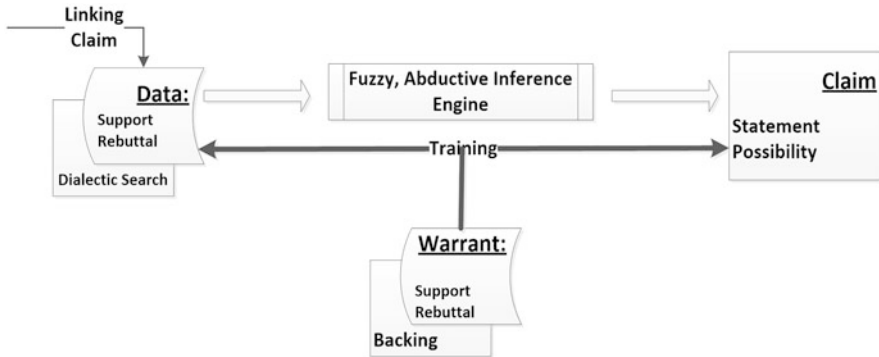 Linking
Claim
Data:
Support
Rebuttal
Dialectic Search
Fuzzy, Abductive Inference
Engine
Claim
Statement
Possibility
Training
Warrant:
Support
Rebuttal
Backing